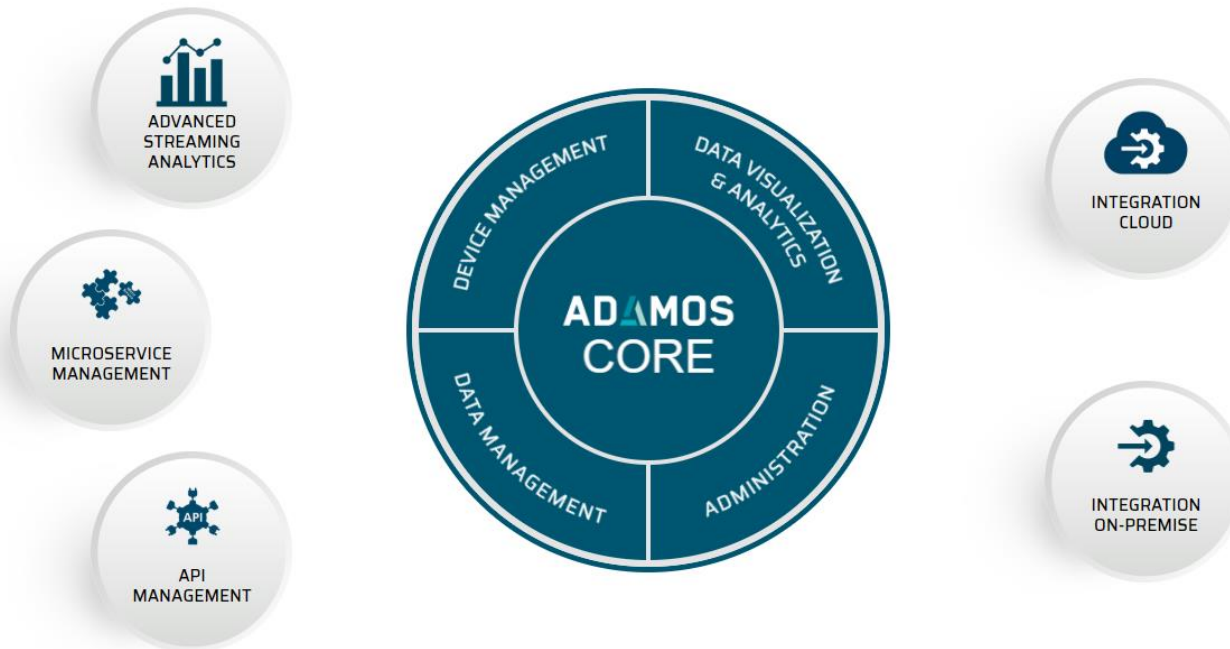 ADVANCED
STREAMING
ANALYTICS
MICROSERVICE
MANAGEMENT
API
API
MANAGEMENT
DEVICE MANAGEMENT
DATA VISUALIZATION
& ANALYTICS
ADAMOS
CORE
DATA MANAGEMENT
ADMINISTRATION
INTEGRATION
CLOUD
INTEGRATION
ON-PREMISE